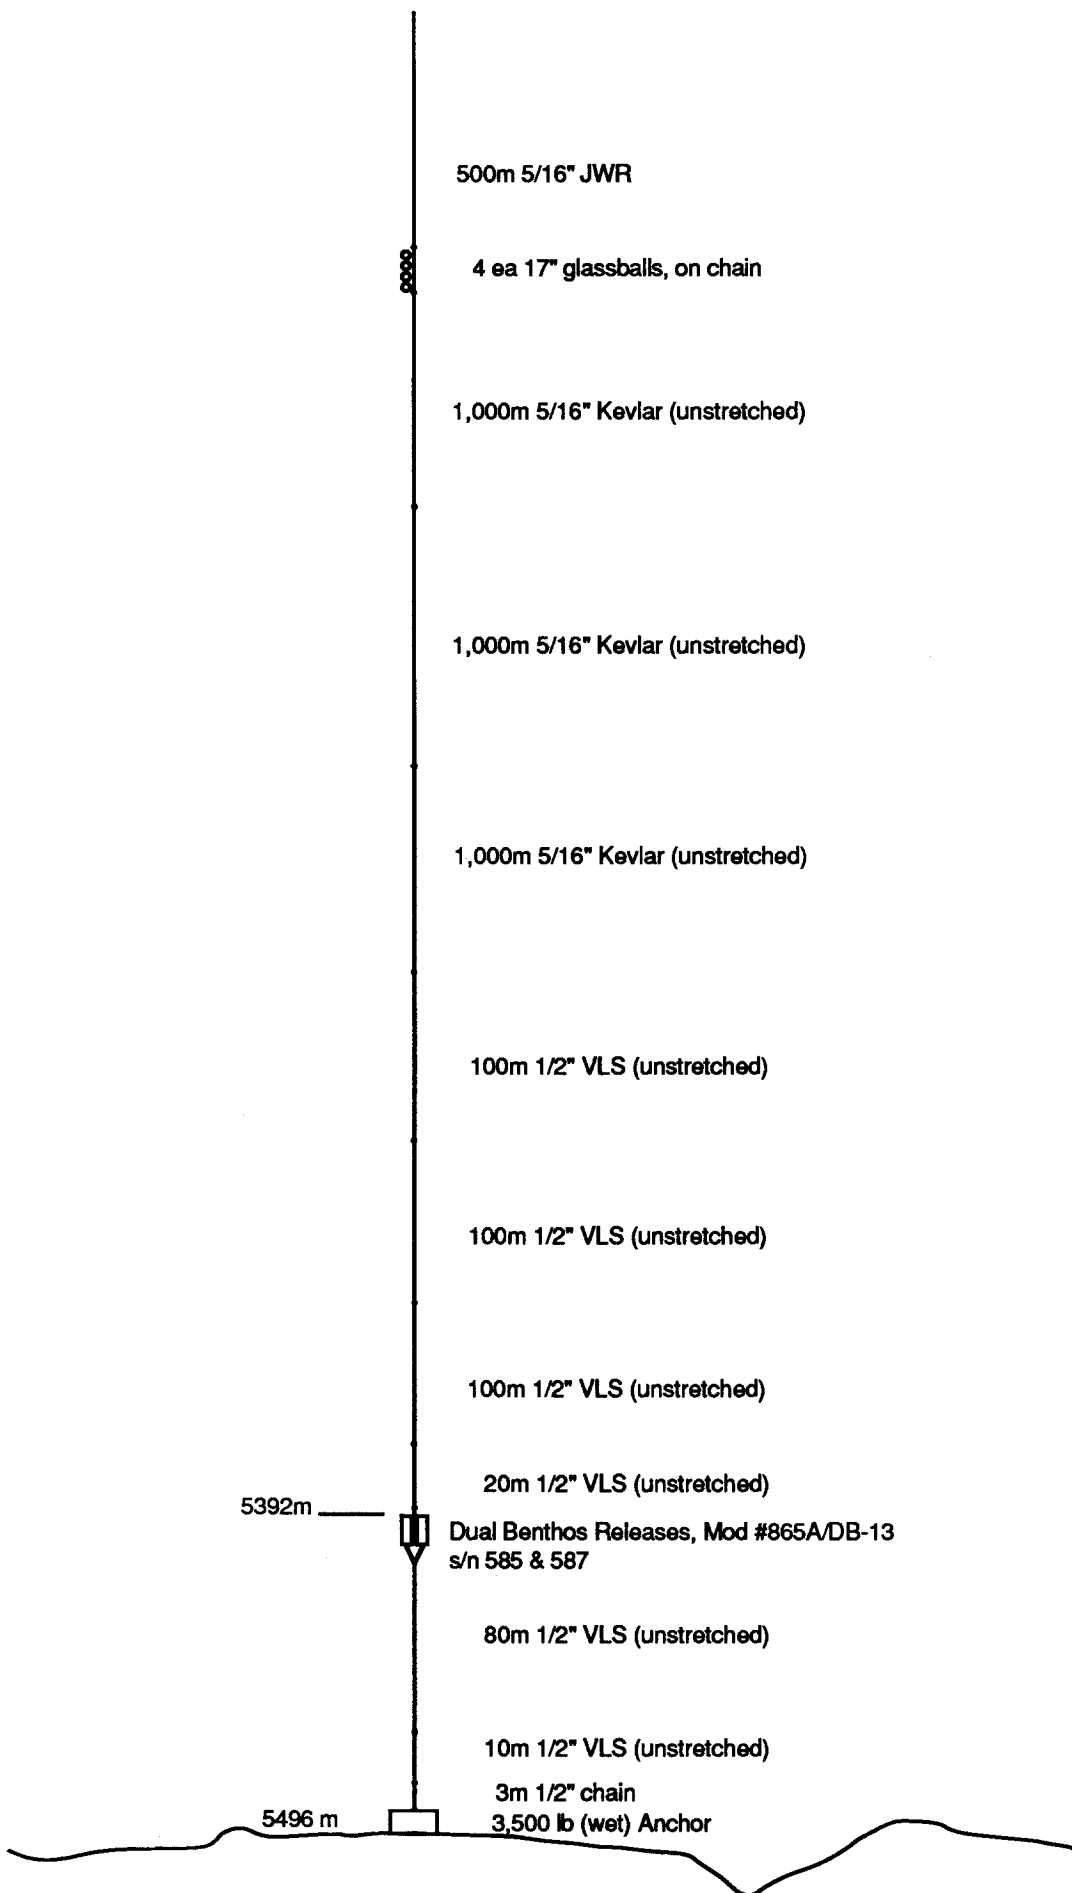 500m 5/16" JWR
4 ea 17" glassballs, on chain
1,000m 5/16" Kevlar (unstretched)
1,000m 5/16" Kevlar (unstretched)
1,000m 5/16" Kevlar (unstretched)
100m 1/2" VLS (unstretched)
100m 1/2" VLS (unstretched)
100m 1/2" VLS (unstretched)
20m 1/2" VLS (unstretched)
5392m
Dual Benthos Releases, Mod #865A/DB-13
s/n 585 & 587
80m 1/2" VLS (unstretched)
10m 1/2" VLS (unstretched)
3m 1/2" chain
5496 m
3,500 lb (wet) Anchor